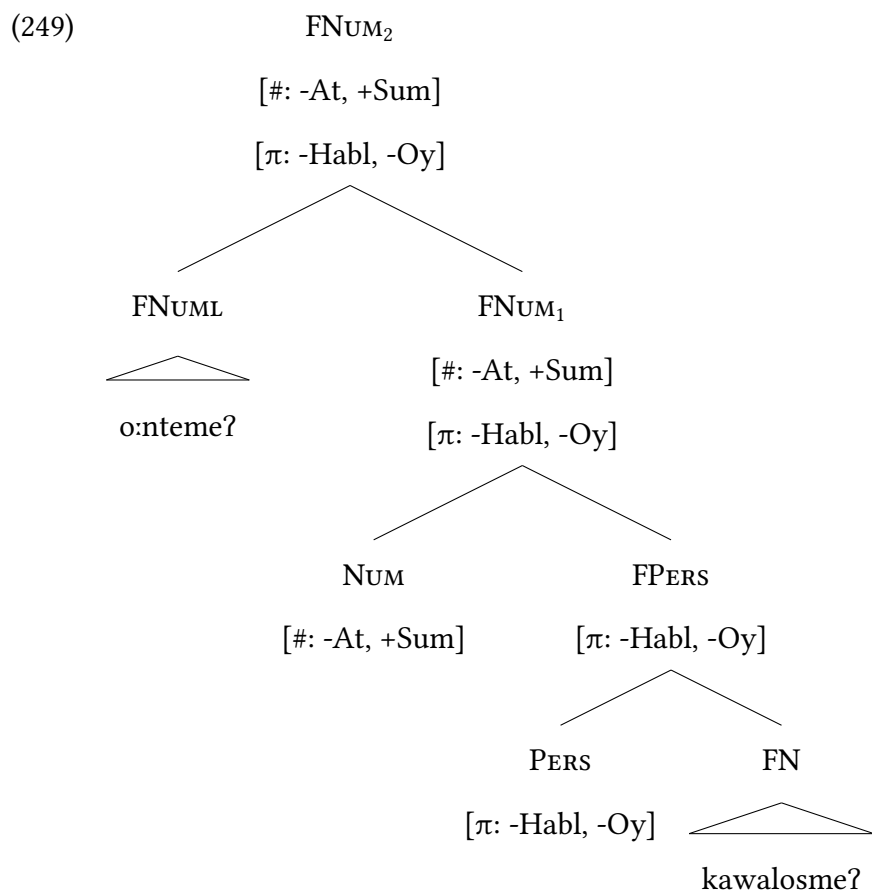 (249) FNUM₂
[#: -At, +Sum]
[π: -Habl, -Oy]
FNUML FNUM₁
[#: -At, +Sum]
o:nteme? [π: -Habl, -Oy]
NUM FPERS
[#: -At, +Sum] [π: -Habl, -Oy]
PERS FN
[π: -Habl, -Oy]
kawalosme?